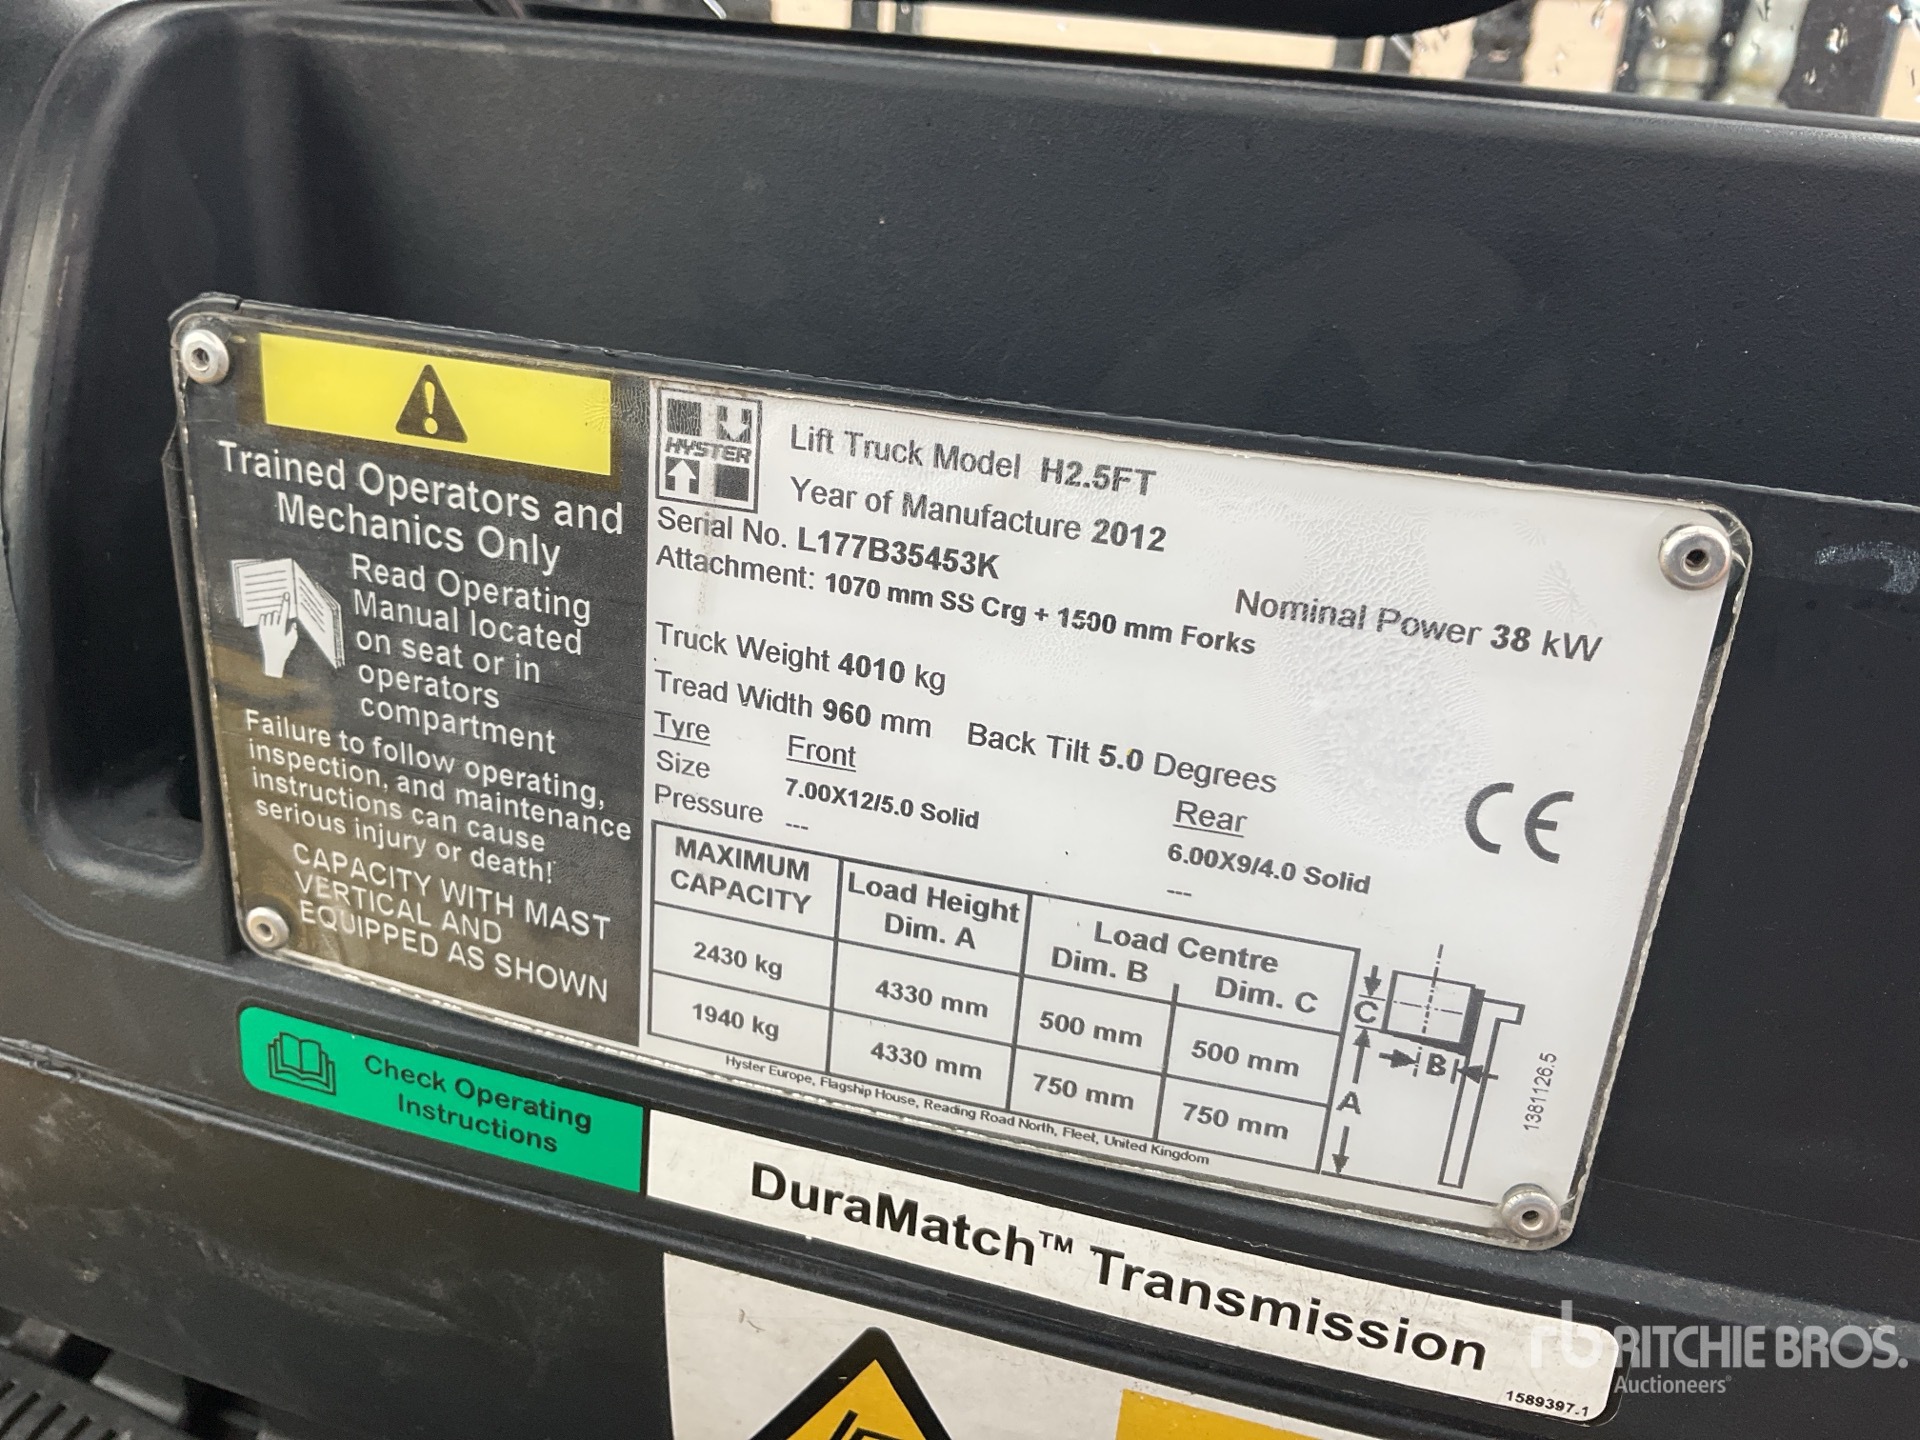 Trained Operators and
Mechanics Only
Read Operating
Manual located
on seat or in
operators
compartment
Failure to follow operating,
inspection, and maintenance
instructions can cause
serious injury or death!
CAPACITY WITH MAST
VERTICAL AND
EQUIPPED AS SHOWN
HYSTER
Lift Truck Model H2.5FT
Year of Manufacture 2012
Serial No. L177B35453K
Attachment: 1070 mm SS Crg + 1500 mm Forks
Nominal Power 38 kW
Truck Weight 4010 kg
Tread Width 960 mm Back Tilt 5.0 Degrees
Tyre Front Rear
Size 7.00X12/5.0 Solid 6.00X9/4.0 Solid
Pressure --- ---
CE
MAXIMUM CAPACITY Load Height Dim. A Load Centre Dim. B Dim. C
2430 kg 4330 mm 500 mm 500 mm
1940 kg 4330 mm 750 mm 750 mm
C
B
A
1381126.5
Hyster Europe, Flagship House, Reading Road North, Fleet, United Kingdom
Check Operating
Instructions
DuraMatch™ Transmission
1589397.1
rb RITCHIE BROS.
Auctioneers®